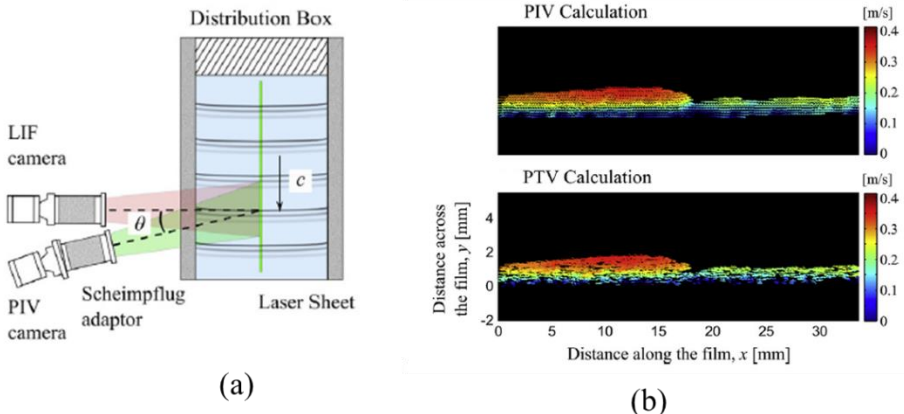 Distribution Box
LIF
camera
c
θ
Scheimpflug
adaptor
PIV
camera
Laser Sheet
(a)
PIV Calculation
[m/s]
0.4
0.3
0.2
0.1
0
PTV Calculation
[m/s]
0.4
0.3
0.2
0.1
0
Distance across
the film, y [mm]
4
2
0
-2
0 5 10 15 20 25 30
Distance along the film, x [mm]
(b)